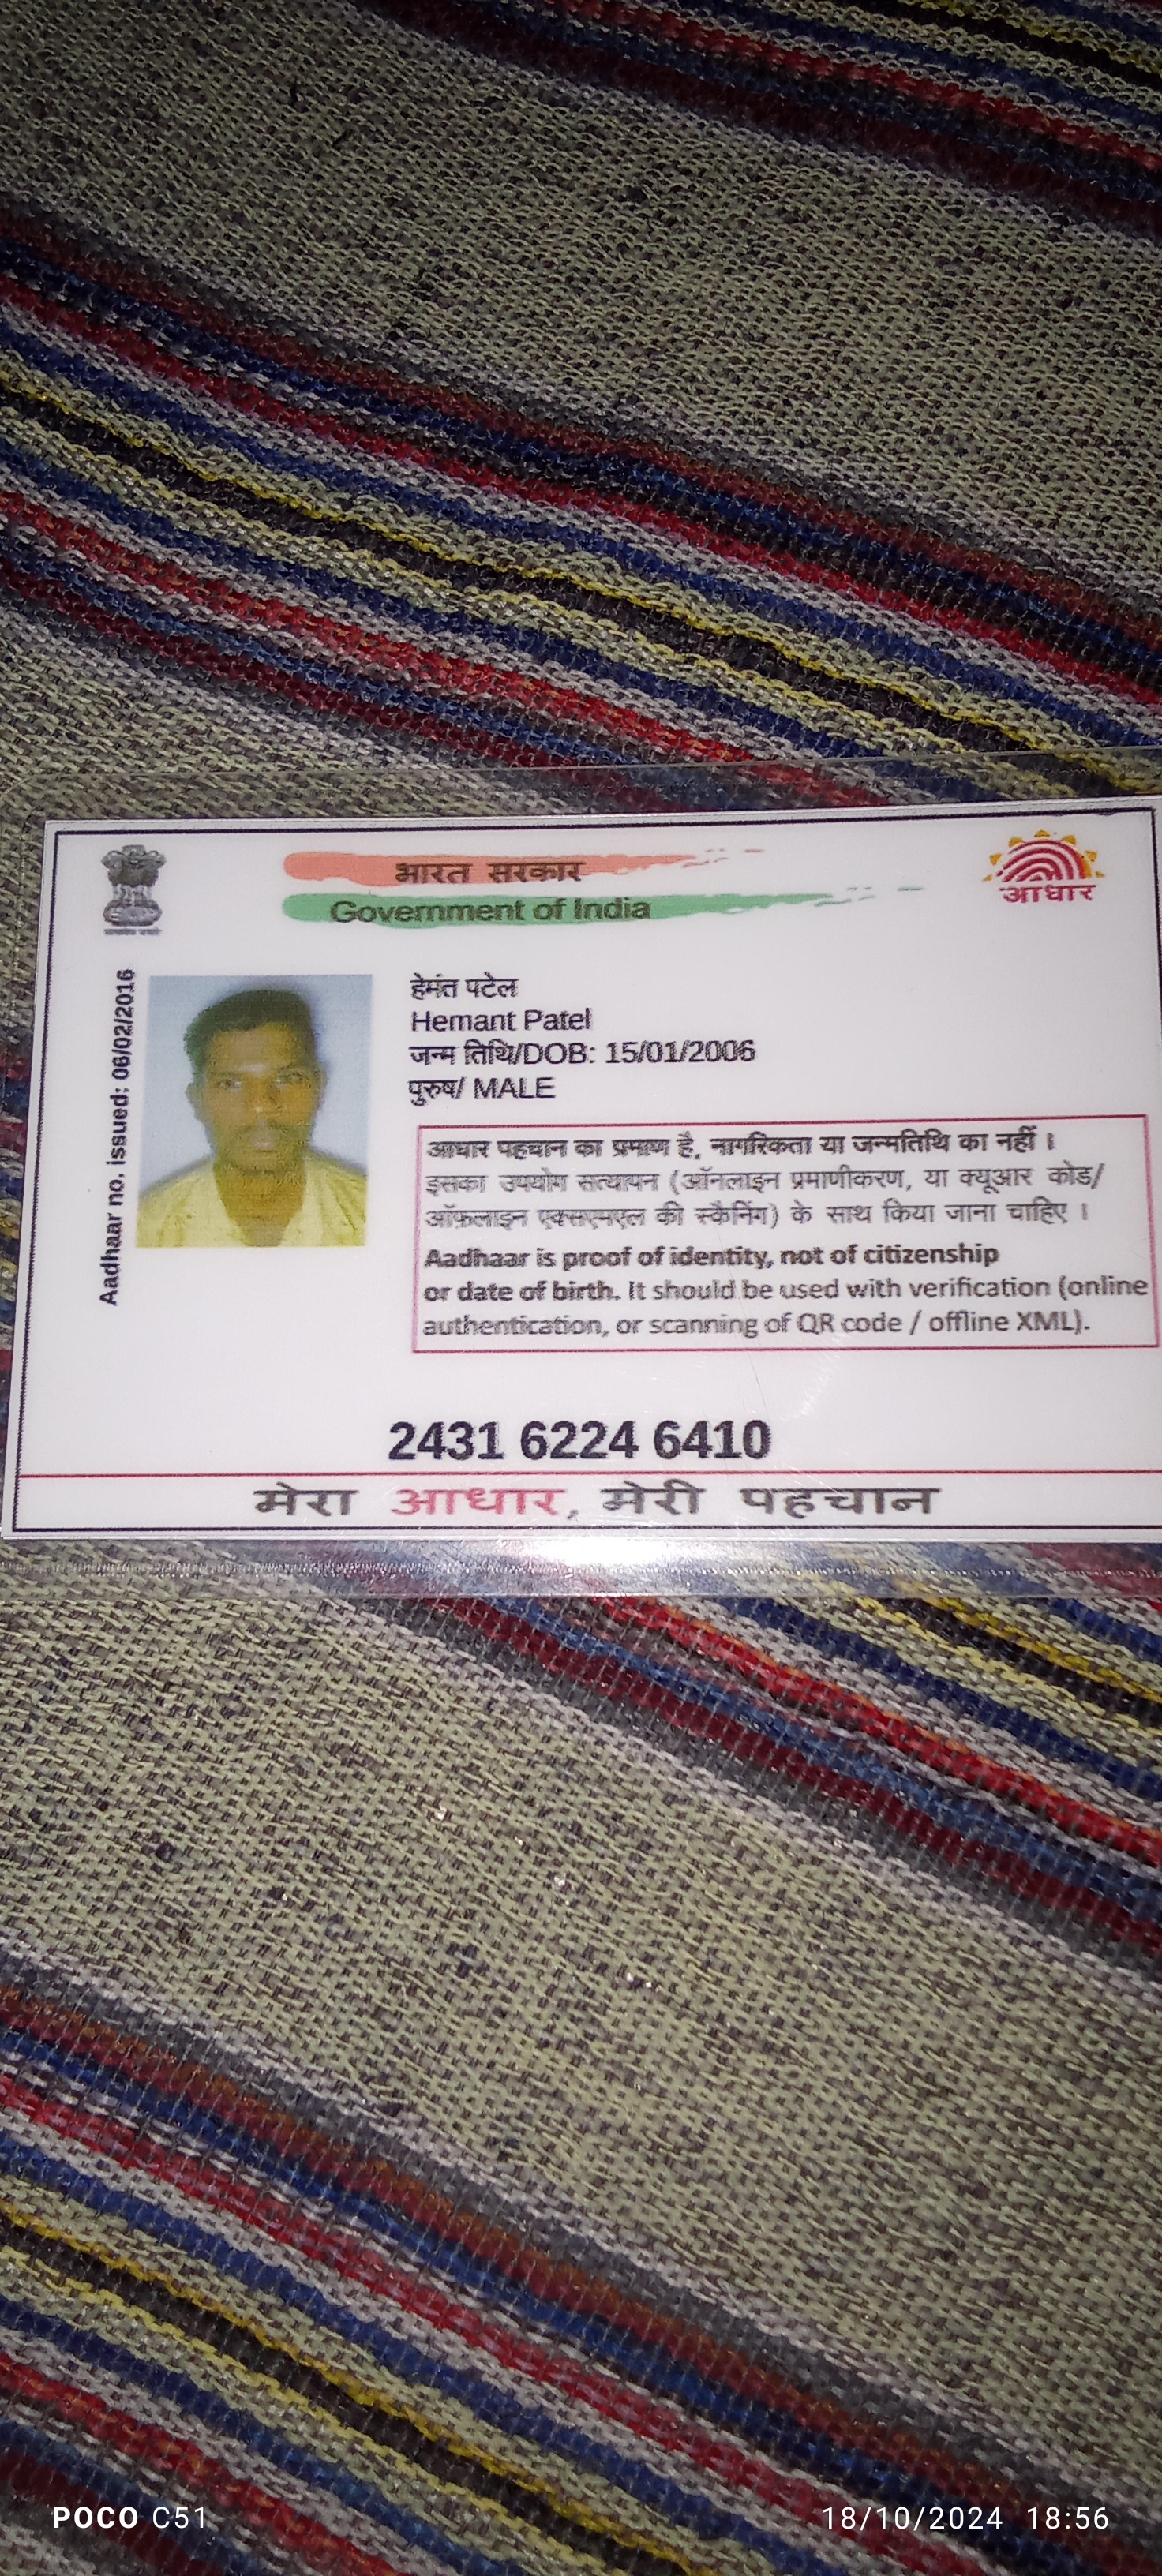 भारत सरकार
Government of India
आधार
Aadhaar no. issued: 06/02/2016
हेमंत पटेल
Hemant Patel
जन्म तिथि/DOB: 15/01/2006
पुरुष/ MALE
आधार पहचान का प्रमाण है, नागरिकता या जन्मतिथि का नहीं ।
इसका उपयोग सत्यापन (ऑनलाइन प्रमाणीकरण, या क्यूआर कोड/
ऑफ़लाइन एक्सएमएल की स्कैनिंग) के साथ किया जाना चाहिए ।
Aadhaar is proof of identity, not of citizenship
or date of birth. It should be used with verification (online
authentication, or scanning of QR code / offline XML).
2431 6224 6410
मेरा आधार, मेरी पहचान
POCO C51
18/10/2024 18:56